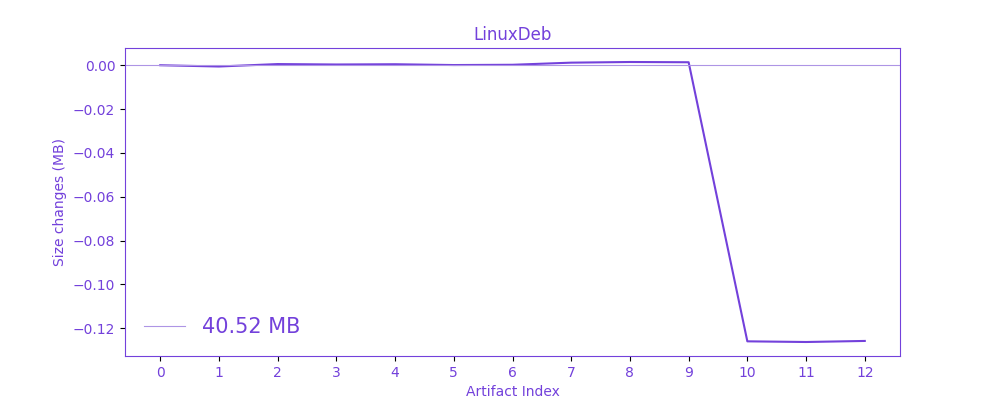 LinuxDeb
Size changes (MB)
0.00
−0.02
−0.04
−0.06
−0.08
−0.10
−0.12
40.52 MB
0 1 2 3 4 5 6 7 8 9 10 11 12
Artifact Index